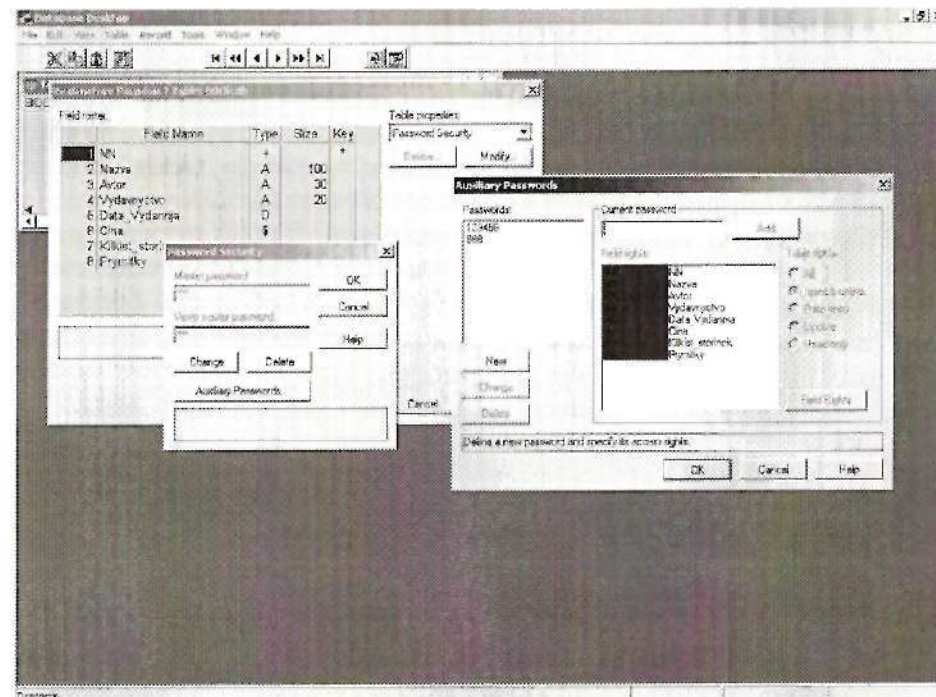 Database Desktop
File Edit View Table Record Tools Window Help
Field roster:
Field Name Type Size Key
1 NN + *
2 Nazva A 100
3 Avtor A 30
4 Vydavnyctvo A 20
5 Data_Vydannja D
6 Cina $
7 Kilkist_stori
8 Prymitky
Table properties:
Password Security
Define... Modify...
Cancel
Password Security
Master password:
Verify master password:
OK
Cancel
Help
Change Delete
Auxiliary Passwords
Auxiliary Passwords
Passwords:
123456
888
Current password
Add
Field rights:
NN
Nazva
Avtor
Vydavnyctvo
Data_Vydannja
Cina
Kilkist_storinok
Prymitky
Table rights:
All
Insert & delete
Data entry
Update
Read only
Field Rights
New
Change
Delete
Define a new password and specify its access rights.
OK Cancel Help